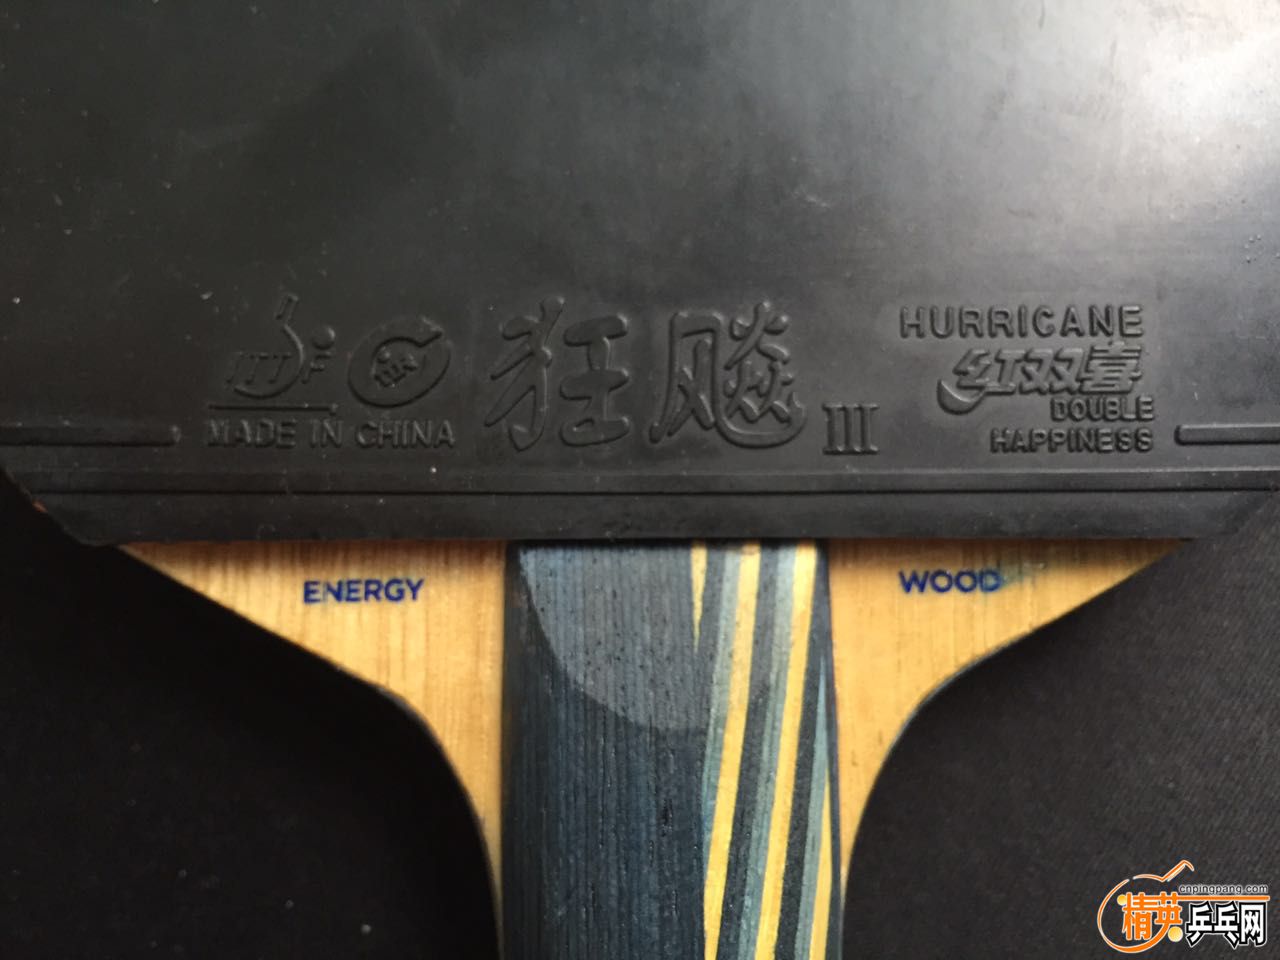 ITTF
MADE IN CHINA
狂飚 III
HURRICANE
红双喜
DOUBLE
HAPPINESS
ENERGY
WOOD
cnpingpang.com
精英乒乓网